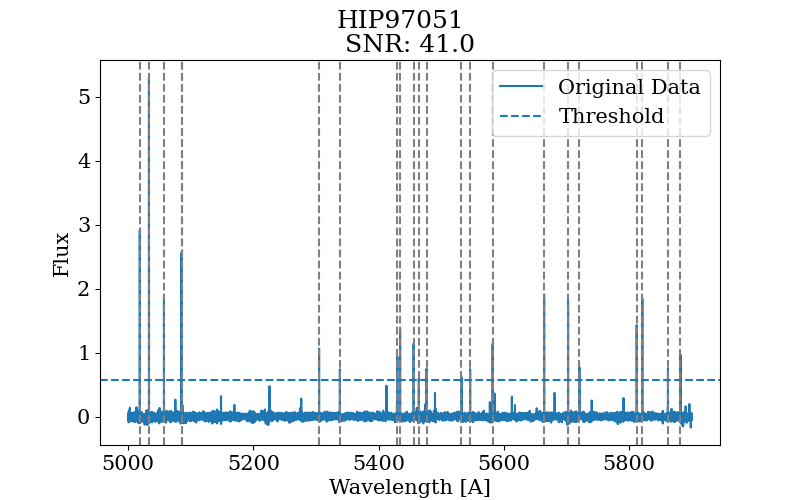 HIP97051
SNR: 41.0
Original Data
Threshold
5
4
3
2
1
0
Flux
5000 5200 5400 5600 5800
Wavelength [A]